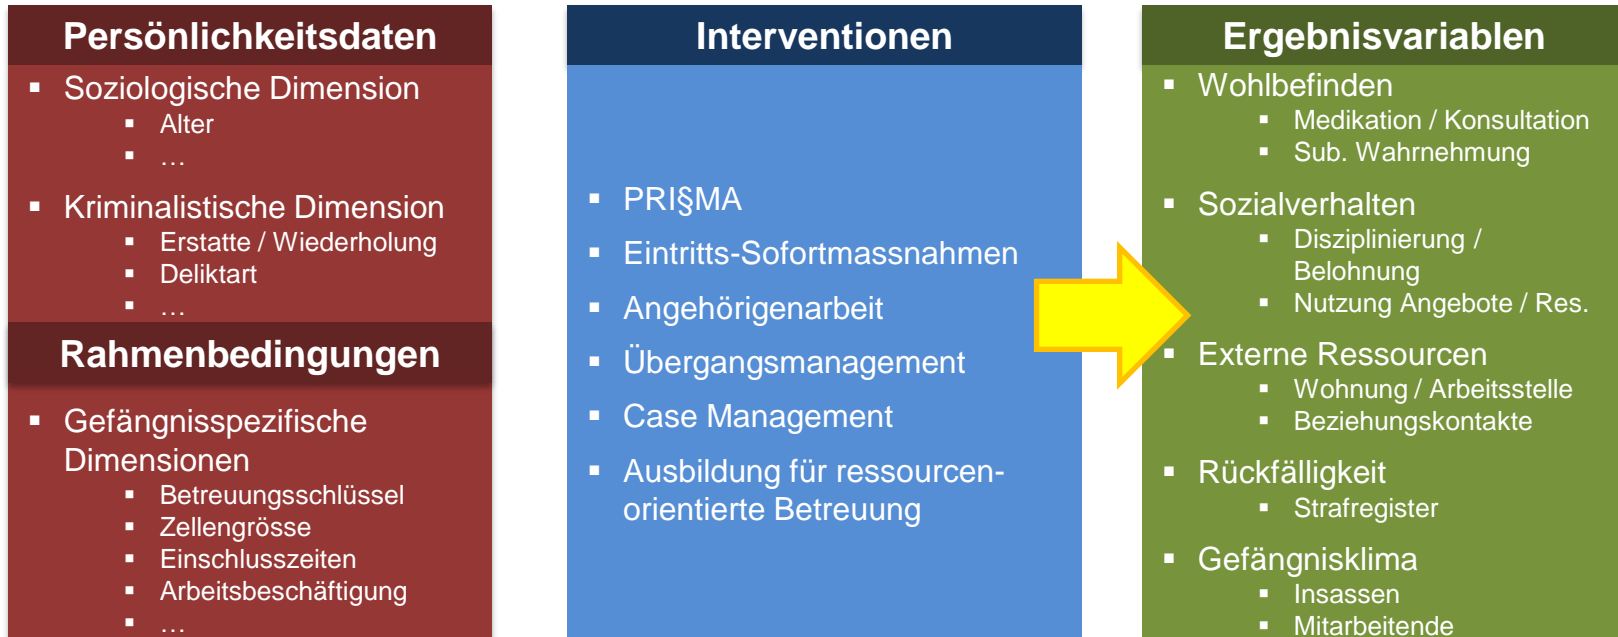 Persönlichkeitsdaten
Soziologische Dimension
Alter
…
Kriminalistische Dimension
Erstatte / Wiederholung
Deliktart
…
Rahmenbedingungen
Gefängnisspezifische
Dimensionen
Betreuungsschlüssel
Zellengrösse
Einschlusszeiten
Arbeitsbeschäftigung
…
Interventionen
PRI§MA
Eintritts-Sofortmassnahmen
Angehörigenarbeit
Übergangsmanagement
Case Management
Ausbildung für ressourcen-
orientierte Betreuung
Ergebnisvariablen
Wohlbefinden
Medikation / Konsultation
Sub. Wahrnehmung
Sozialverhalten
Disziplinierung /
Belohnung
Nutzung Angebote / Res.
Externe Ressourcen
Wohnung / Arbeitsstelle
Beziehungskontakte
Rückfälligkeit
Strafregister
Gefängnisklima
Insassen
Mitarbeitende